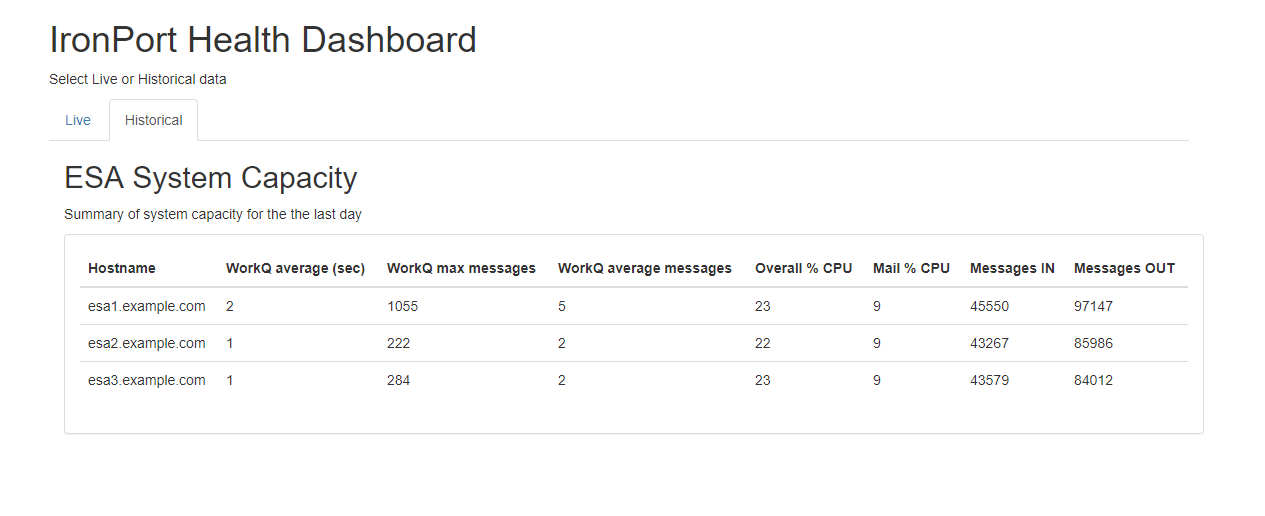 IronPort Health Dashboard
Select Live or Historical data
Live Historical
ESA System Capacity
Summary of system capacity for the the last day
Hostname WorkQ average (sec) WorkQ max messages WorkQ average messages Overall % CPU Mail % CPU Messages IN Messages OUT
esa1.example.com 2 1055 5 23 9 45550 97147
esa2.example.com 1 222 2 22 9 43267 85986
esa3.example.com 1 284 2 23 9 43579 84012